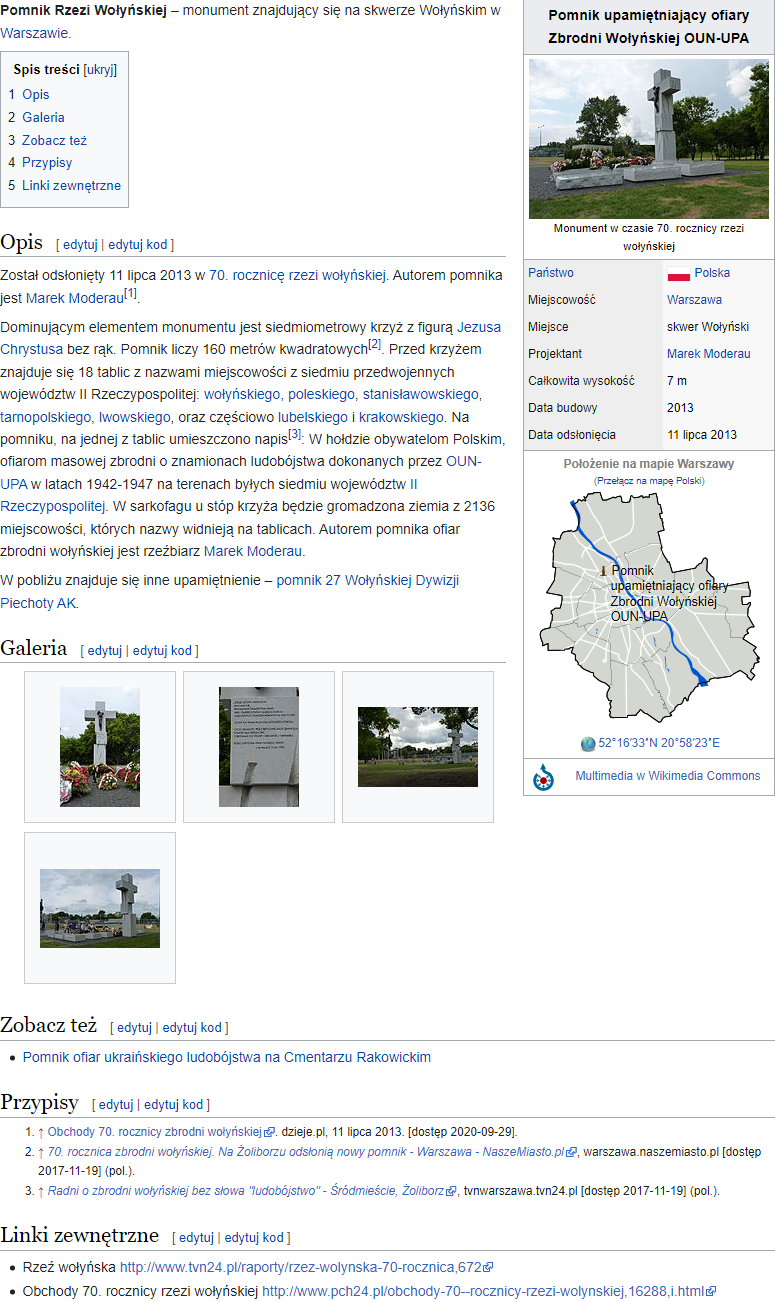 Pomnik Rzezi Wołyńskiej – monument znajdujący się na skwerze Wołyńskim w
Warszawie.
Spis treści [ukryj]
1 Opis
2 Galeria
3 Zobacz też
4 Przypisy
5 Linki zewnętrzne
Opis [ edytuj | edytuj kod ]
Został odsłonięty 11 lipca 2013 w 70. rocznicę rzezi wołyńskiej. Autorem pomnika
jest Marek Moderau[1].
Dominującym elementem monumentu jest siedmiometrowy krzyż z figurą Jezusa
Chrystusa bez rąk. Pomnik liczy 160 metrów kwadratowych[2]. Przed krzyżem
znajduje się 18 tablic z nazwami miejscowości z siedmiu przedwojennych
województw II Rzeczypospolitej: wołyńskiego, poleskiego, stanisławowskiego,
tarnopolskiego, lwowskiego, oraz częściowo lubelskiego i krakowskiego. Na
pomniku, na jednej z tablic umieszczono napis[3]: W hołdzie obywatelom Polskim,
ofiarom masowej zbrodni o znamionach ludobójstwa dokonanych przez OUN-
UPA w latach 1942-1947 na terenach byłych siedmiu województw II
Rzeczypospolitej. W sarkofagu u stóp krzyża będzie gromadzona ziemia z 2136
miejscowości, których nazwy widnieją na tablicach. Autorem pomnika ofiar
zbrodni wołyńskiej jest rzeźbiarz Marek Moderau.
W pobliżu znajduje się inne upamiętnienie – pomnik 27 Wołyńskiej Dywizji
Piechoty AK.
Pomnik upamiętniający ofiary
Zbrodni Wołyńskiej OUN-UPA
Monument w czasie 70. rocznicy rzezi
wołyńskiej
Państwo Polska
Miejscowość Warszawa
Miejsce skwer Wołyński
Projektant Marek Moderau
Całkowita wysokość 7 m
Data budowy 2013
Data odsłonięcia 11 lipca 2013
Położenie na mapie Warszawy
(Przełącz na mapę Polski)
Pomnik
upamiętniający ofiary
Zbrodni Wołyńskiej
OUN-UPA
52°16′33″N 20°58′23″E
Multimedia w Wikimedia Commons
Galeria [ edytuj | edytuj kod ]
Zobacz też [ edytuj | edytuj kod ]
• Pomnik ofiar ukraińskiego ludobójstwa na Cmentarzu Rakowickim
Przypisy [ edytuj | edytuj kod ]
1. ↑ Obchody 70. rocznicy zbrodni wołyńskiej. dzieje.pl, 11 lipca 2013. [dostęp 2020-09-29].
2. ↑ 70. rocznica zbrodni wołyńskiej. Na Żoliborzu odsłonią nowy pomnik - Warszawa - NaszeMiasto.pl, warszawa.naszemiasto.pl [dostęp
2017-11-19] (pol.).
3. ↑ Radni o zbrodni wołyńskiej bez słowa "ludobójstwo" - Śródmieście, Żoliborz, tvnwarszawa.tvn24.pl [dostęp 2017-11-19] (pol.).
Linki zewnętrzne [ edytuj | edytuj kod ]
• Rzeź wołyńska http://www.tvn24.pl/raporty/rzez-wolynska-70-rocznica,672
• Obchody 70. rocznicy rzezi wołyńskiej http://www.pch24.pl/obchody-70--rocznicy-rzezi-wolynskiej,16288,i.html